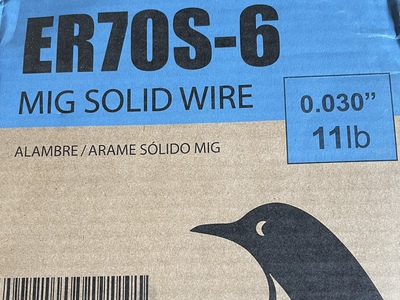 ER70S-6
MIG SOLID WIRE
0.030”
11lb
ALAMBRE / ARAME SÓLIDO MIG